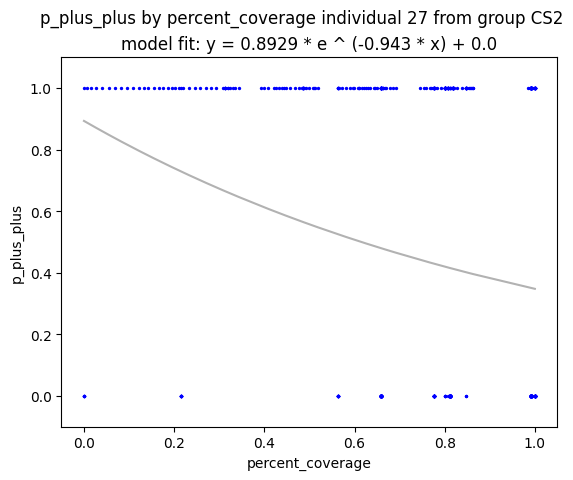 p_plus_plus by percent_coverage individual 27 from group CS2
model fit: y = 0.8929 * e ^ (-0.943 * x) + 0.0
1.0
0.8
0.6
0.4
0.2
0.0
p_plus_plus
0.0 0.2 0.4 0.6 0.8 1.0
percent_coverage